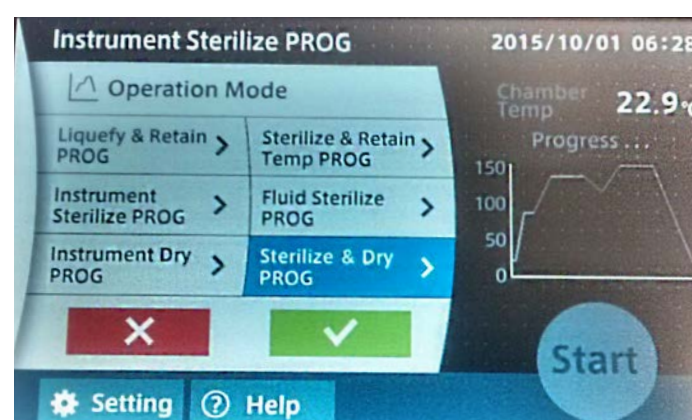 Instrument Sterilize PROG
2015/10/01 06:28
Operation Mode
Liquefy & Retain
PROG
Sterilize & Retain
Temp PROG
Instrument
Sterilize PROG
Fluid Sterilize
PROG
Instrument Dry
PROG
Sterilize & Dry
PROG
Chamber
Temp
22.9°
Progress...
150
100
50
0
Start
Setting
? Help